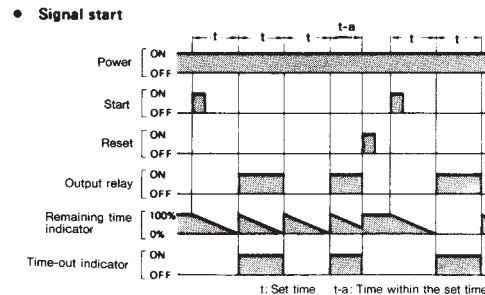 ● Signal start
t t t t-a t t
Power ON
OFF
Start ON
OFF
Reset ON
OFF
Output relay ON
OFF
Remaining time indicator 100%
0%
Time-out indicator ON
OFF
t: Set time t-a: Time within the set time